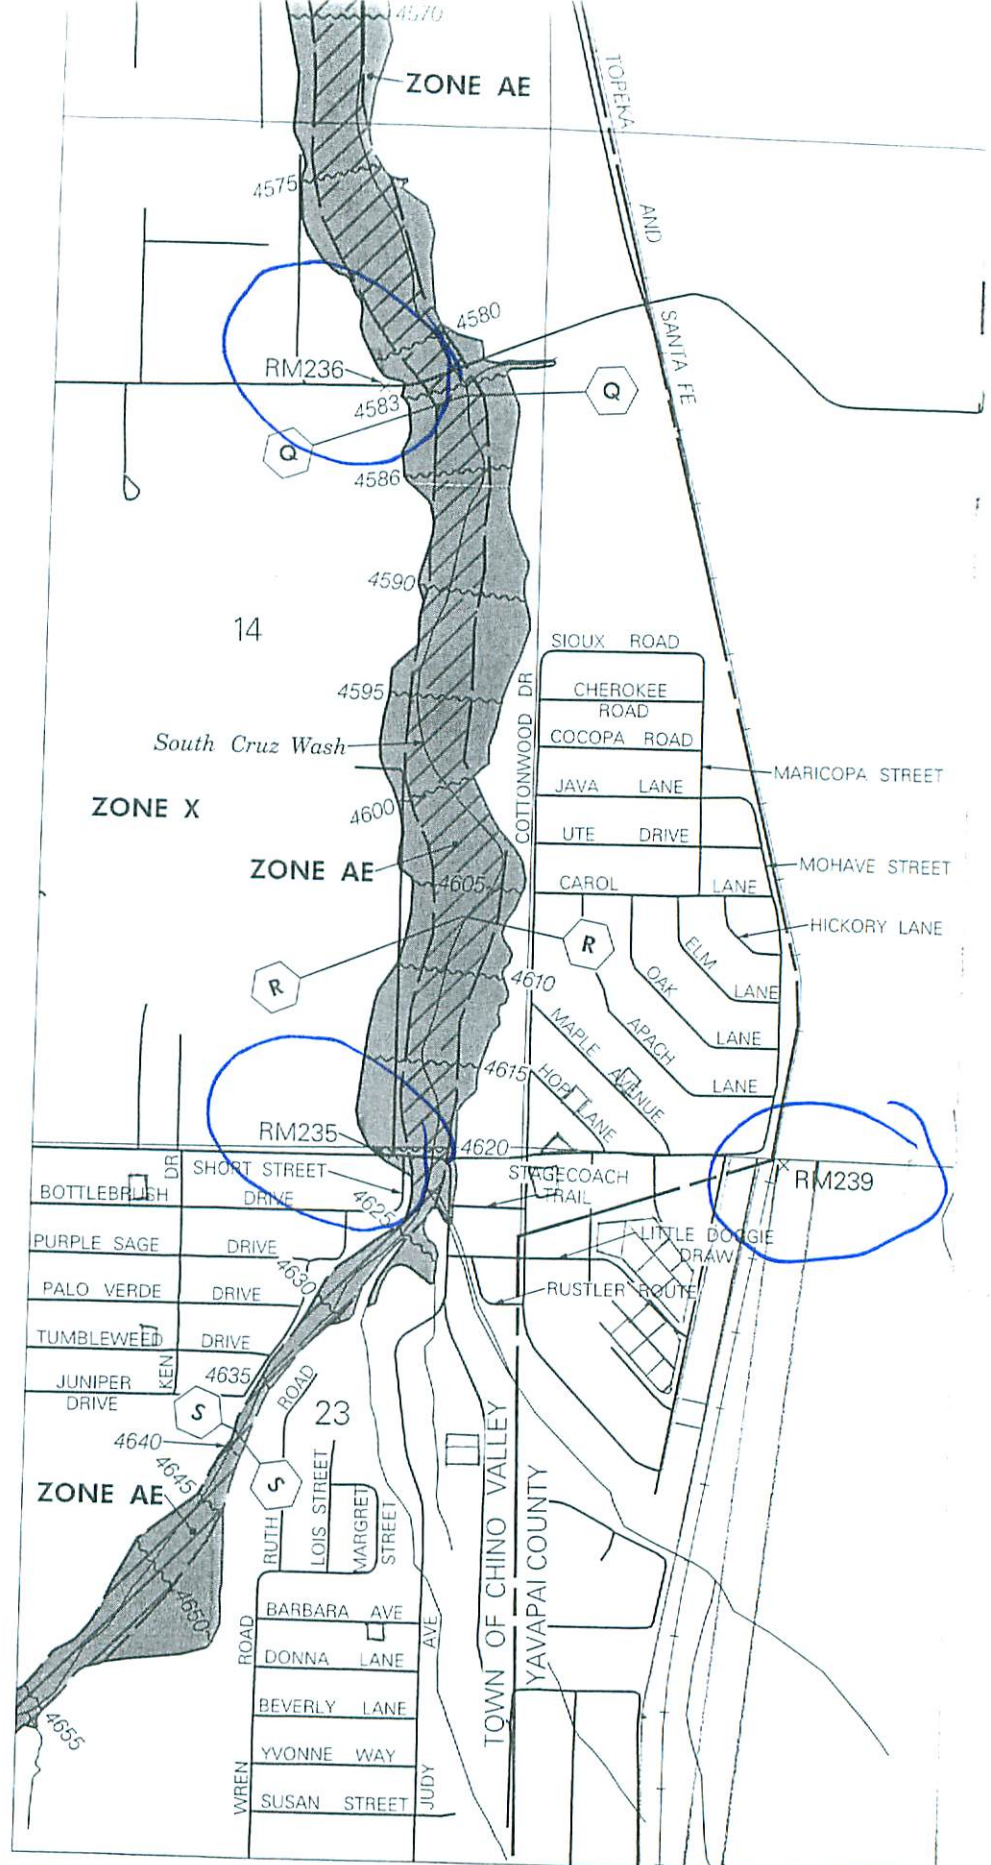 4570
ZONE AE
TOPEKA
4575
AND
4580
SANTA FE
RM236
Q
4583
Q
4586
4590
14
SIOUX ROAD
4595
CHEROKEE
ROAD
COTTONWOOD DR
COCOPA ROAD
South Cruz Wash
MARICOPA STREET
JAVA LANE
ZONE X
4600
UTE DRIVE
ZONE AE
MOHAVE STREET
4605
CAROL LANE
HICKORY LANE
R
R
ELM
LANE
4610
OAK
LANE
MAPLE AVENUE
APACH
LANE
4615
HOPI LANE
RM235
4620
SHORT STREET
STAGECOACH
TRAIL
RM239
DR
BOTTLEBRUSH DRIVE
4625
LITTLE DOGGIE
DRAW
PURPLE SAGE DRIVE
4630
RUSTLER ROUTE
PALO VERDE DRIVE
TUMBLEWEED DRIVE
KEN
4635
JUNIPER
DRIVE
ROAD
S
23
4640
4645
S
ZONE AE
RUTH
LOIS STREET
MARGRET
STREET
TOWN OF CHINO VALLEY
YAVAPAI COUNTY
4650
BARBARA AVE
ROAD
AVE
DONNA LANE
BEVERLY LANE
4655
YVONNE WAY
WREN
JUDY
SUSAN STREET